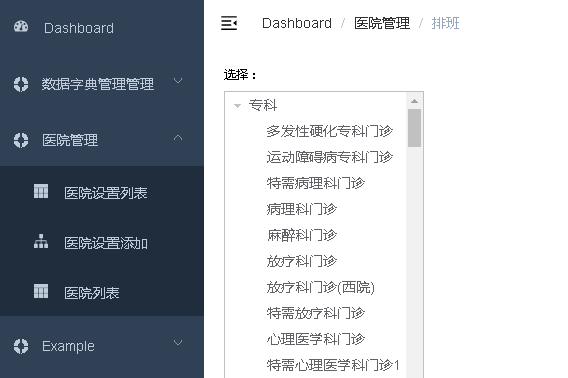 Dashboard
数据字典管理管理
医院管理
医院设置列表
医院设置添加
医院列表
Example
Dashboard / 医院管理 / 排班
选择：
专科
多发性硬化专科门诊
运动障碍病专科门诊
特需病理科门诊
病理科门诊
麻醉科门诊
放疗科门诊
放疗科门诊(西院)
特需放疗科门诊
心理医学科门诊
特需心理医学科门诊1